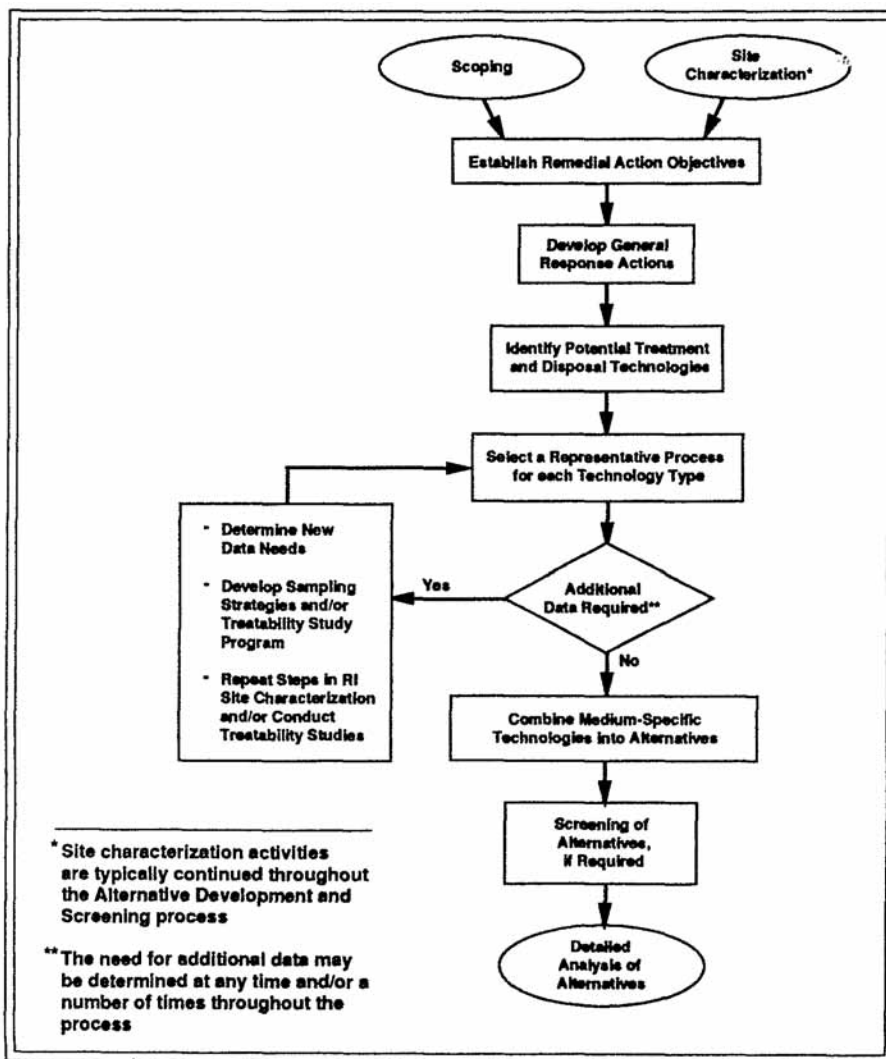 Scoping
Site
Characterization*
Establish Remedial Action Objectives
Develop General
Response Actions
Identify Potential Treatment
and Disposal Technologies
Select a Representative Process
for each Technology Type
- Determine New
Data Needs
- Develop Sampling
Strategies and/or
Treatability Study
Program
- Repeat Steps in RI
Site Characterization
and/or Conduct
Treatability Studies
Yes
Additional
Data Required**
No
Combine Medium-Specific
Technologies into Alternatives
Screening of
Alternatives,
if Required
Detailed
Analysis of
Alternatives
*Site characterization activities
are typically continued throughout
the Alternative Development and
Screening process
**The need for additional data may
be determined at any time and/or a
number of times throughout the
process